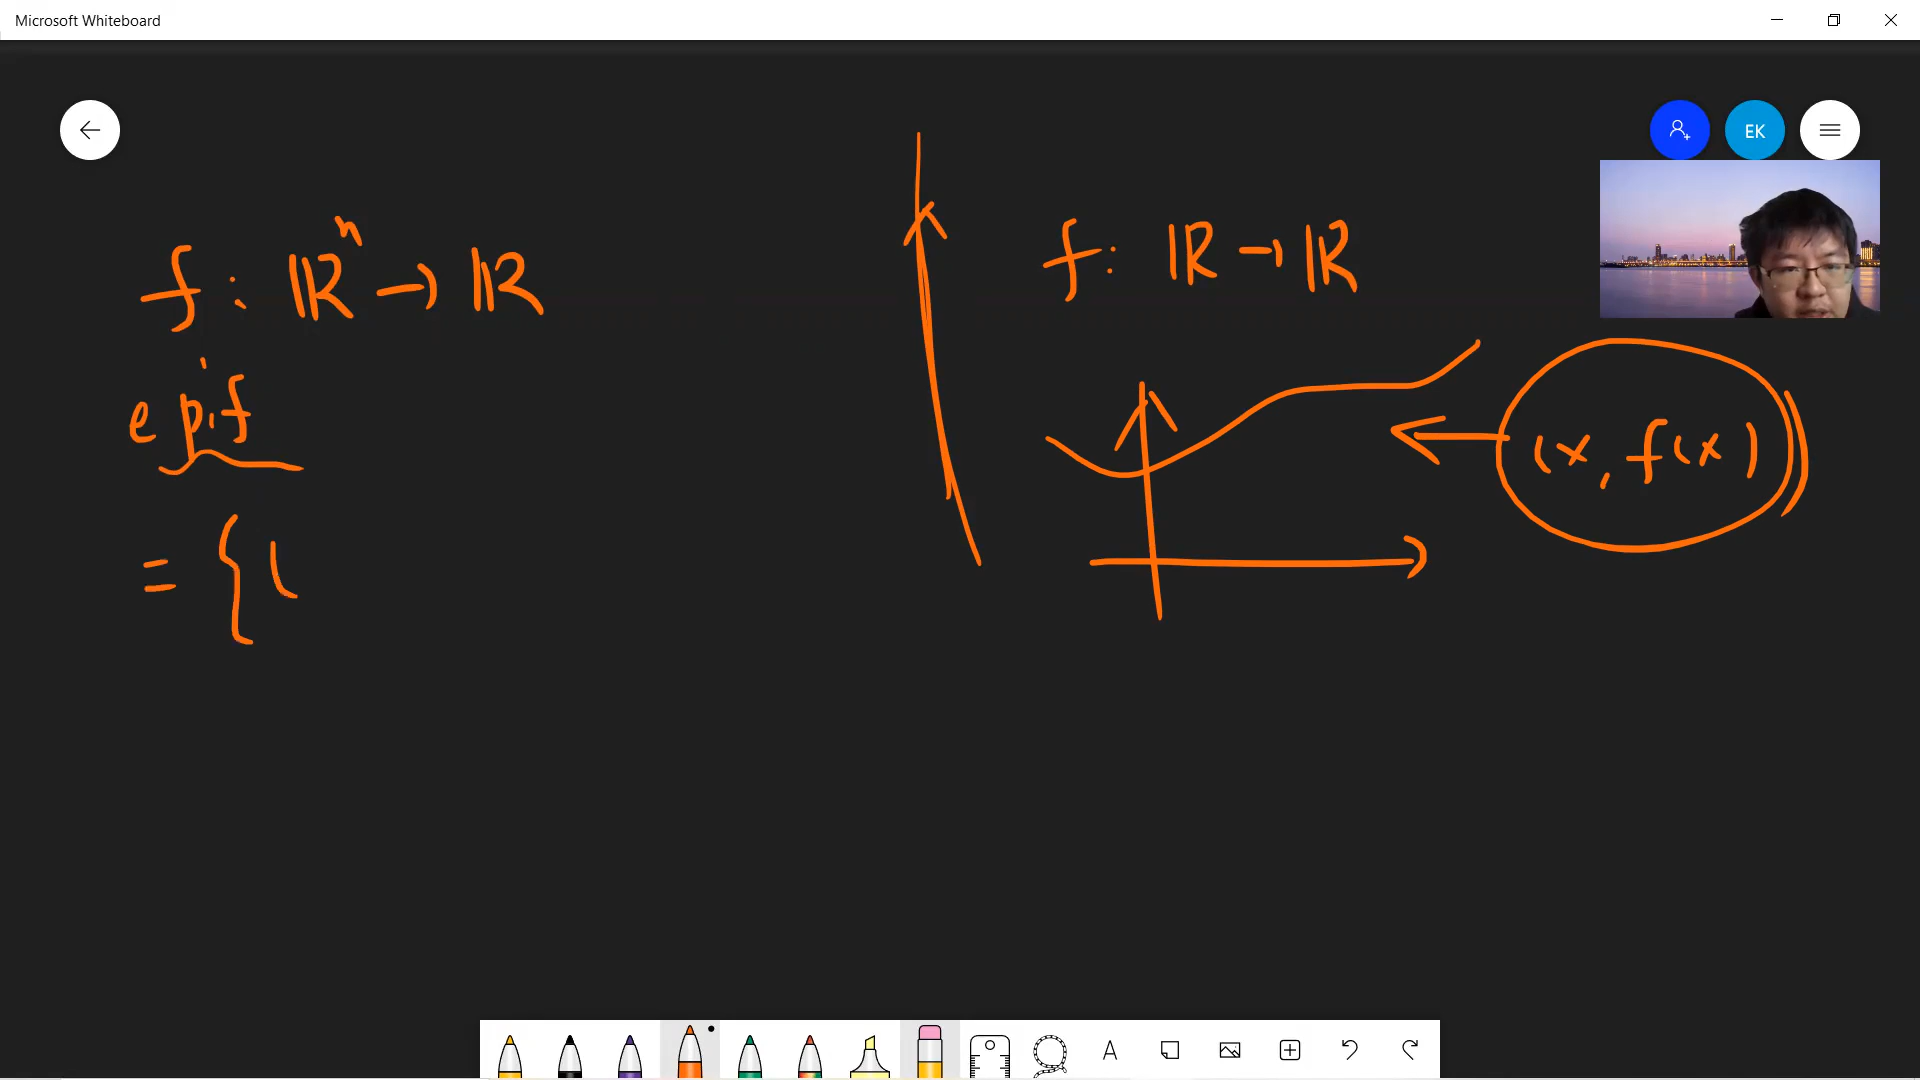 Microsoft Whiteboard
EK
f : ℝⁿ → ℝ
epi f
= { (
f : ℝ → ℝ
(x, f(x)
A